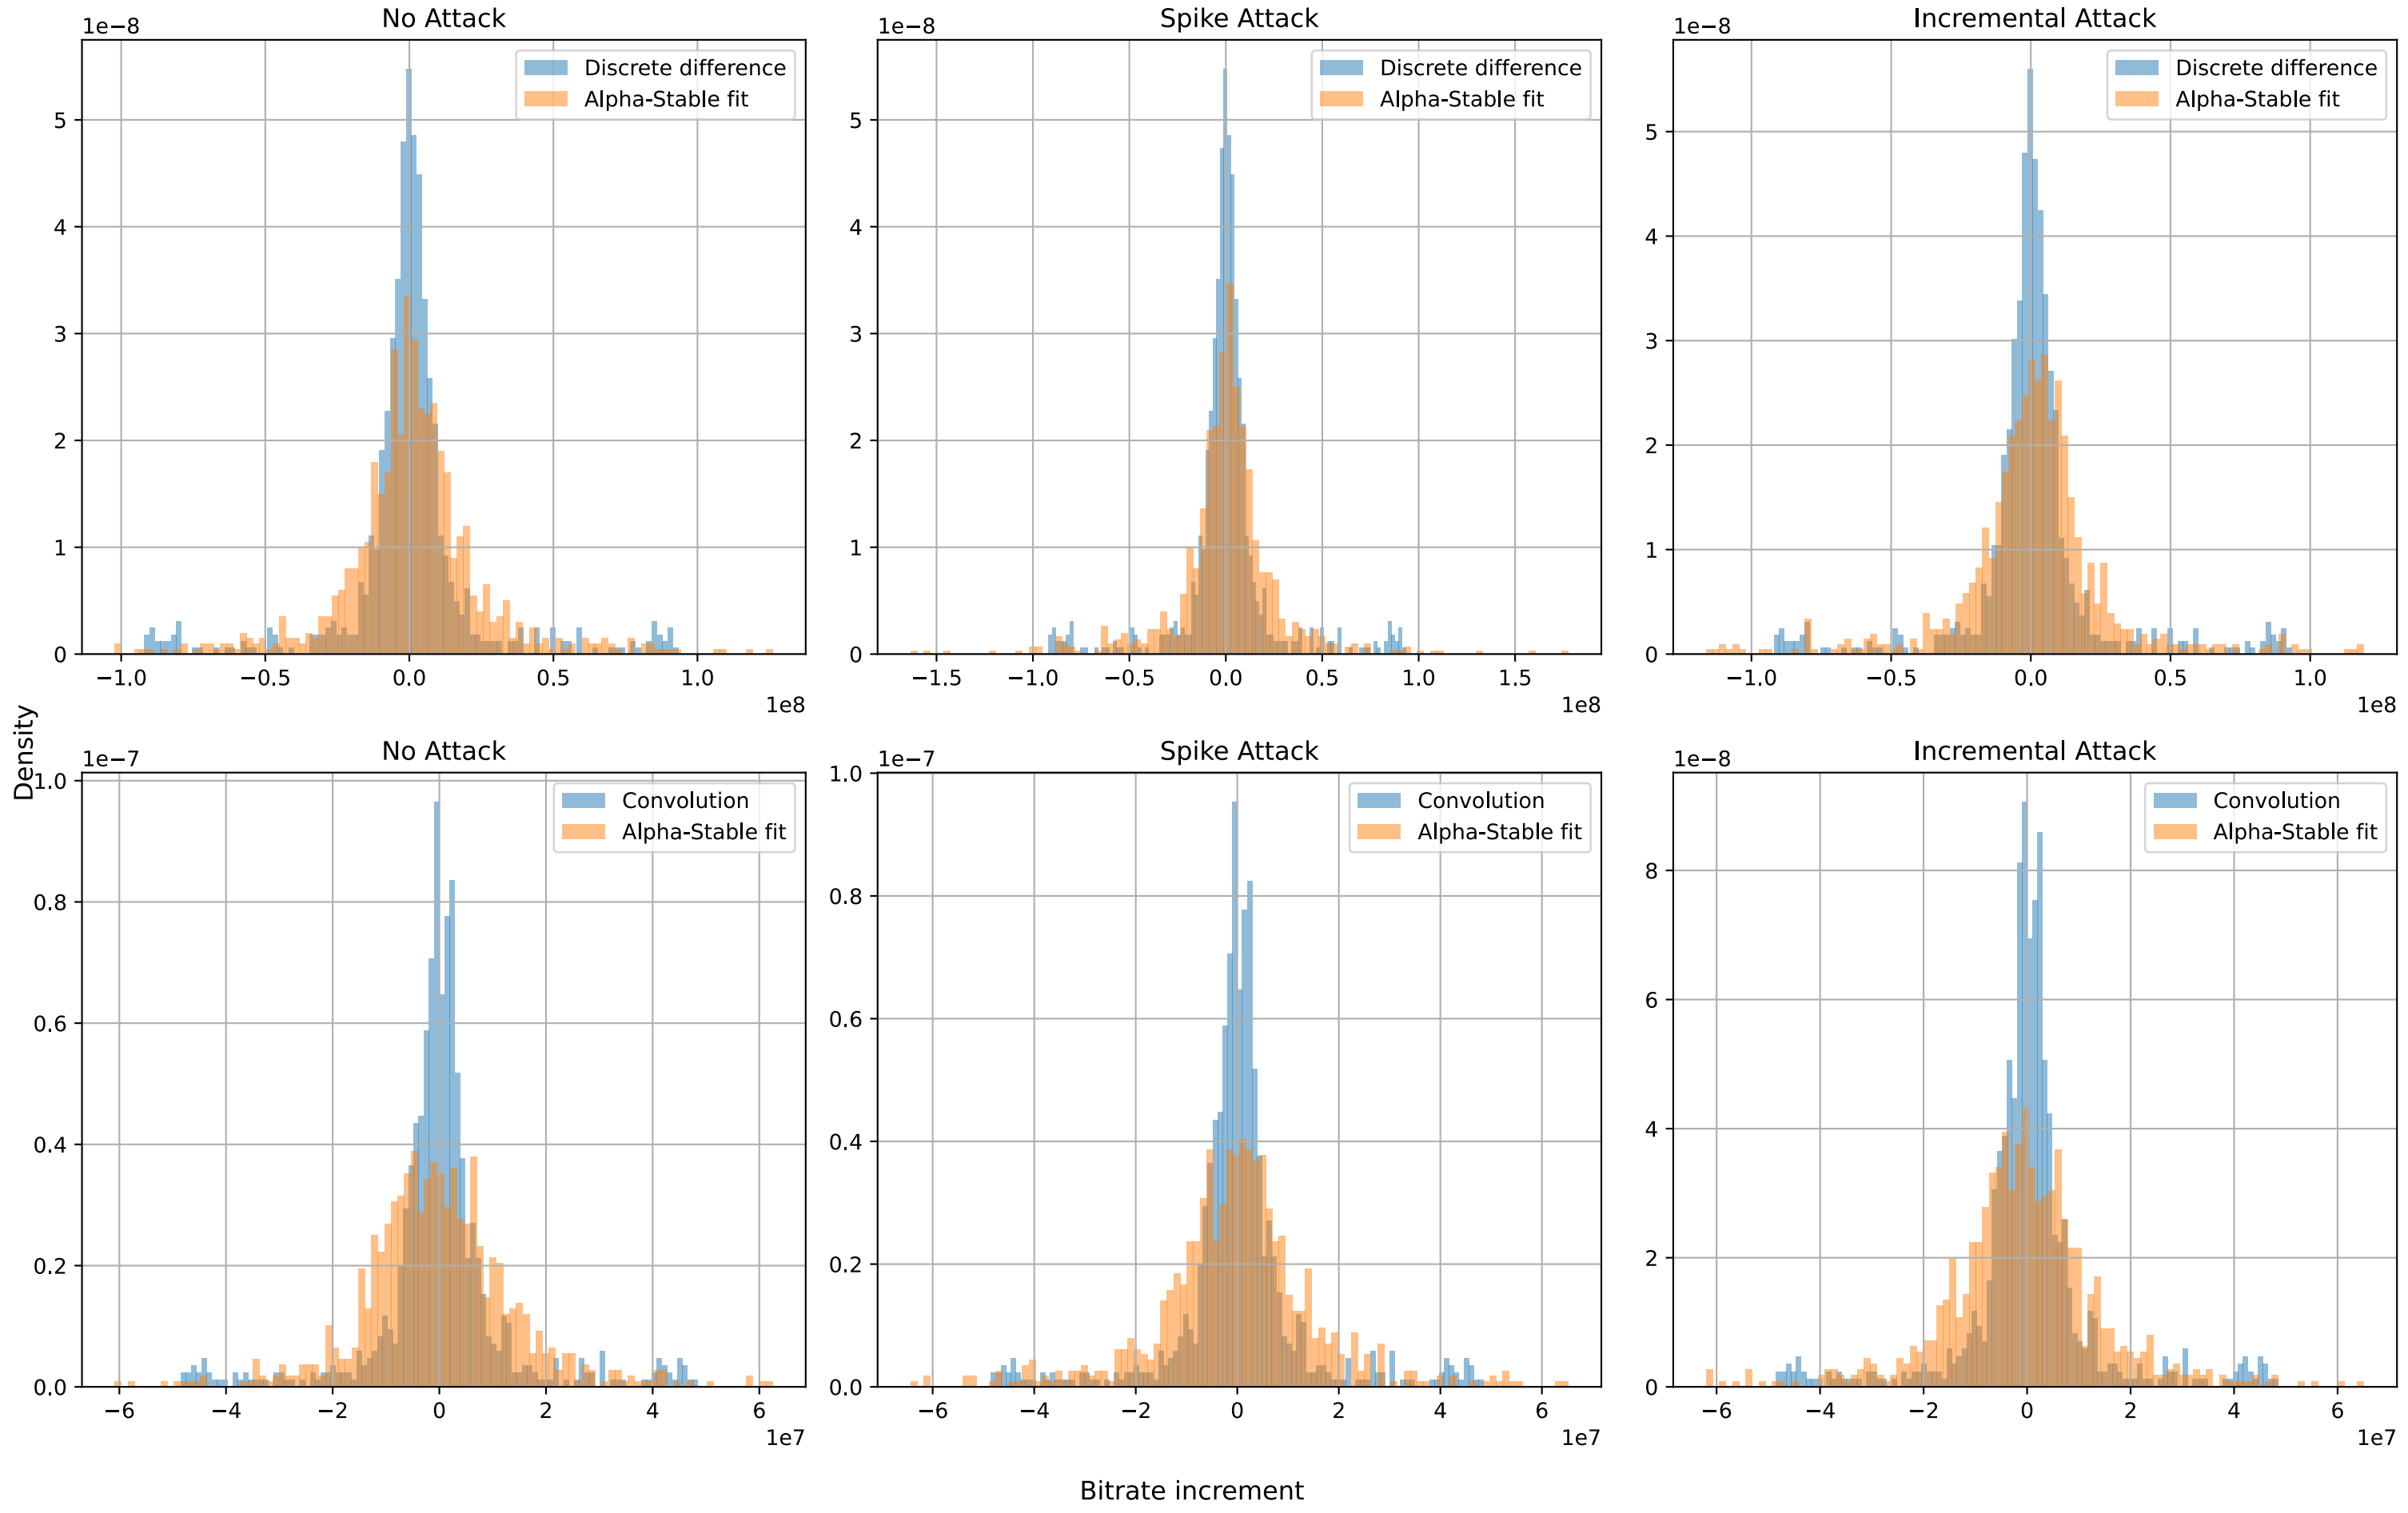 No Attack
1e−8
Discrete difference
Alpha-Stable fit
5
4
3
2
1
0
−1.0 −0.5 0.0 0.5 1.0
1e8
Spike Attack
1e−8
Discrete difference
Alpha-Stable fit
5
4
3
2
1
0
−1.5 −1.0 −0.5 0.0 0.5 1.0 1.5
1e8
Incremental Attack
1e−8
Discrete difference
Alpha-Stable fit
5
4
3
2
1
0
−1.0 −0.5 0.0 0.5 1.0
1e8
Density
No Attack
1e−7
Convolution
Alpha-Stable fit
1.0
0.8
0.6
0.4
0.2
0.0
−6 −4 −2 0 2 4 6
1e7
Spike Attack
1e−7
Convolution
Alpha-Stable fit
1.0
0.8
0.6
0.4
0.2
0.0
−6 −4 −2 0 2 4 6
1e7
Incremental Attack
1e−8
Convolution
Alpha-Stable fit
8
6
4
2
0
−6 −4 −2 0 2 4 6
1e7
Bitrate increment